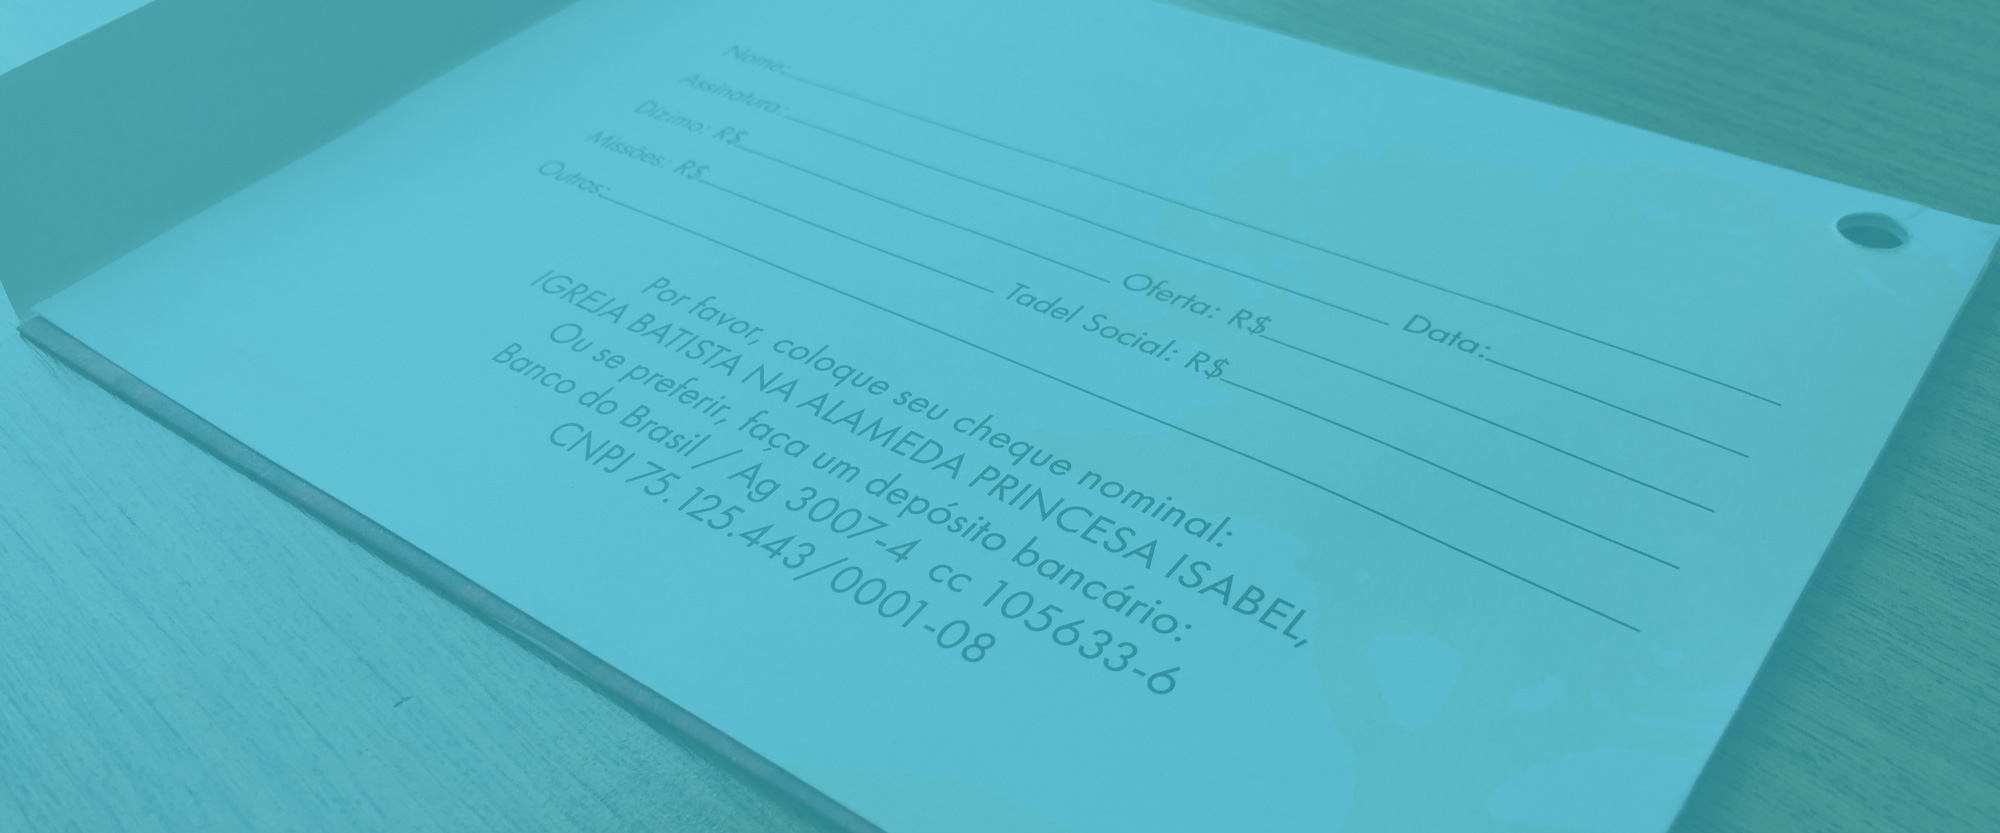 Nome:
Assinatura: Data:
Dízimo: R$ Oferta: R$
Missões: R$ Tadel Social: R$
Outros:
Por favor, coloque seu cheque nominal:
IGREJA BATISTA NA ALAMEDA PRINCESA ISABEL,
Ou se preferir, faça um depósito bancário:
Banco do Brasil / Ag 3007-4 cc 105633-6
CNPJ 75.125.443/0001-08